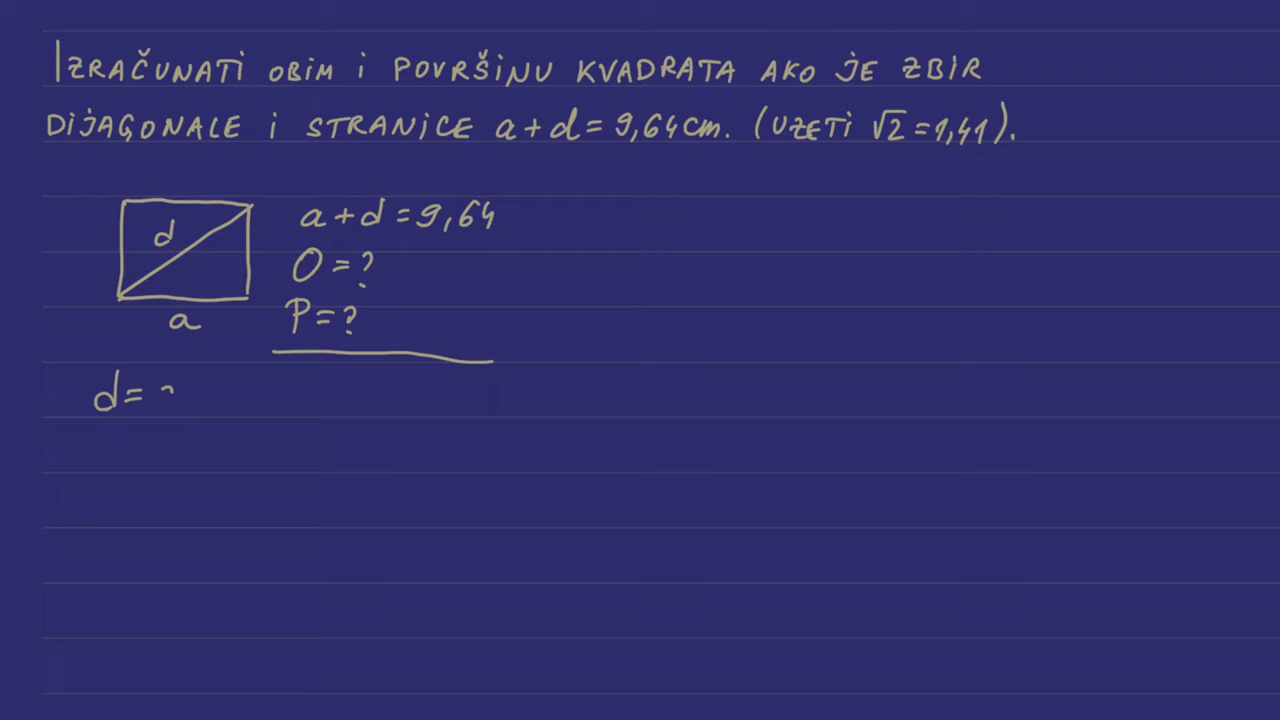 IZRAČUNATI OBIM I POVRŠINU KVADRATA AKO JE ZBIR
DIJAGONALE I STRANICE a+d=9,64cm. (UZETI √2=1,41).
d
a
a+d=9,64
O=?
P=?
d=